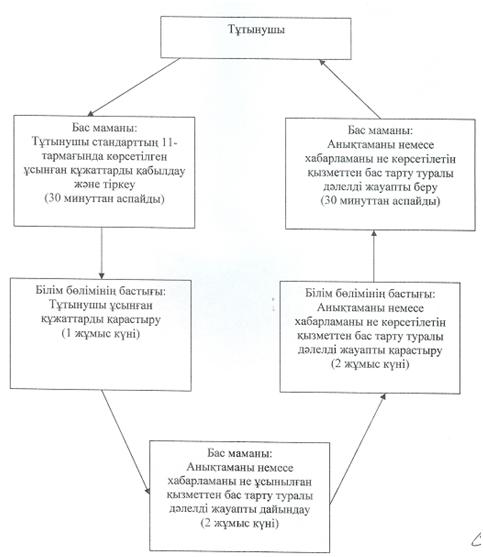 Тұтынушы
Бас маманы:
Тұтынушы стандарттың 11-
тармағында көрсетілген
ұсынған құжаттарды қабылдау
және тіркеу
(30 минуттан аспайды)
Білім бөлімінің бастығы:
Тұтынушы ұсынған
құжаттарды қарастыру
(1 жұмыс күні)
Бас маманы:
Анықтаманы немесе
хабарламаны не ұсынылған
қызметтен бас тарту туралы
дәлелді жауапты дайындау
(2 жұмыс күні)
Білім бөлімінің бастығы:
Анықтаманы немесе
хабарламаны не көрсетілетін
қызметтен бас тарту туралы
дәлелді жауапты қарастыру
(2 жұмыс күні)
Бас маманы:
Анықтаманы немесе
хабарламаны не көрсетілетін
қызметтен бас тарту туралы
дәлелді жауапты беру
(30 минуттан аспайды)